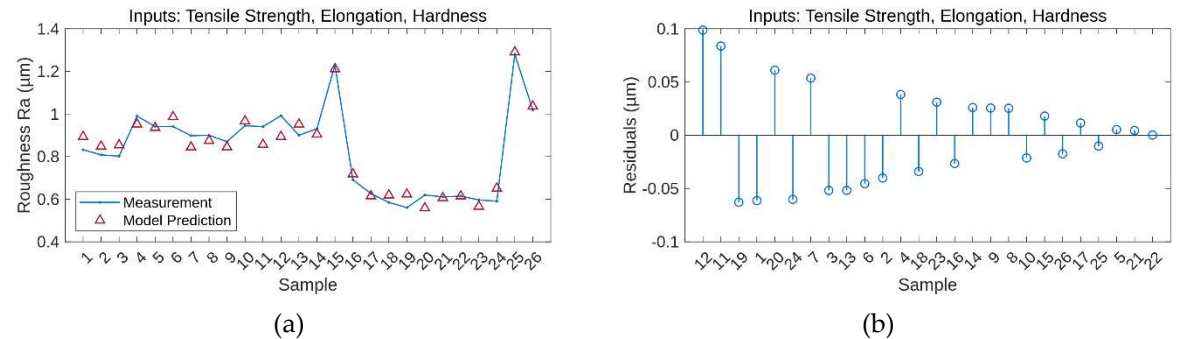 Inputs: Tensile Strength, Elongation, Hardness
Roughness Ra (µm)
1.4
1.2
1
0.8
0.6
0.4
Measurement
Model Prediction
1 2 3 4 5 6 7 8 9 10 11 12 13 14 15 16 17 18 19 20 21 22 23 24 25 26
Sample
(a)
Inputs: Tensile Strength, Elongation, Hardness
Residuals (µm)
0.1
0.05
0
-0.05
-0.1
12 11 19 1 20 24 7 3 13 6 2 4 18 23 16 14 9 8 10 15 26 17 25 5 21 22
Sample
(b)